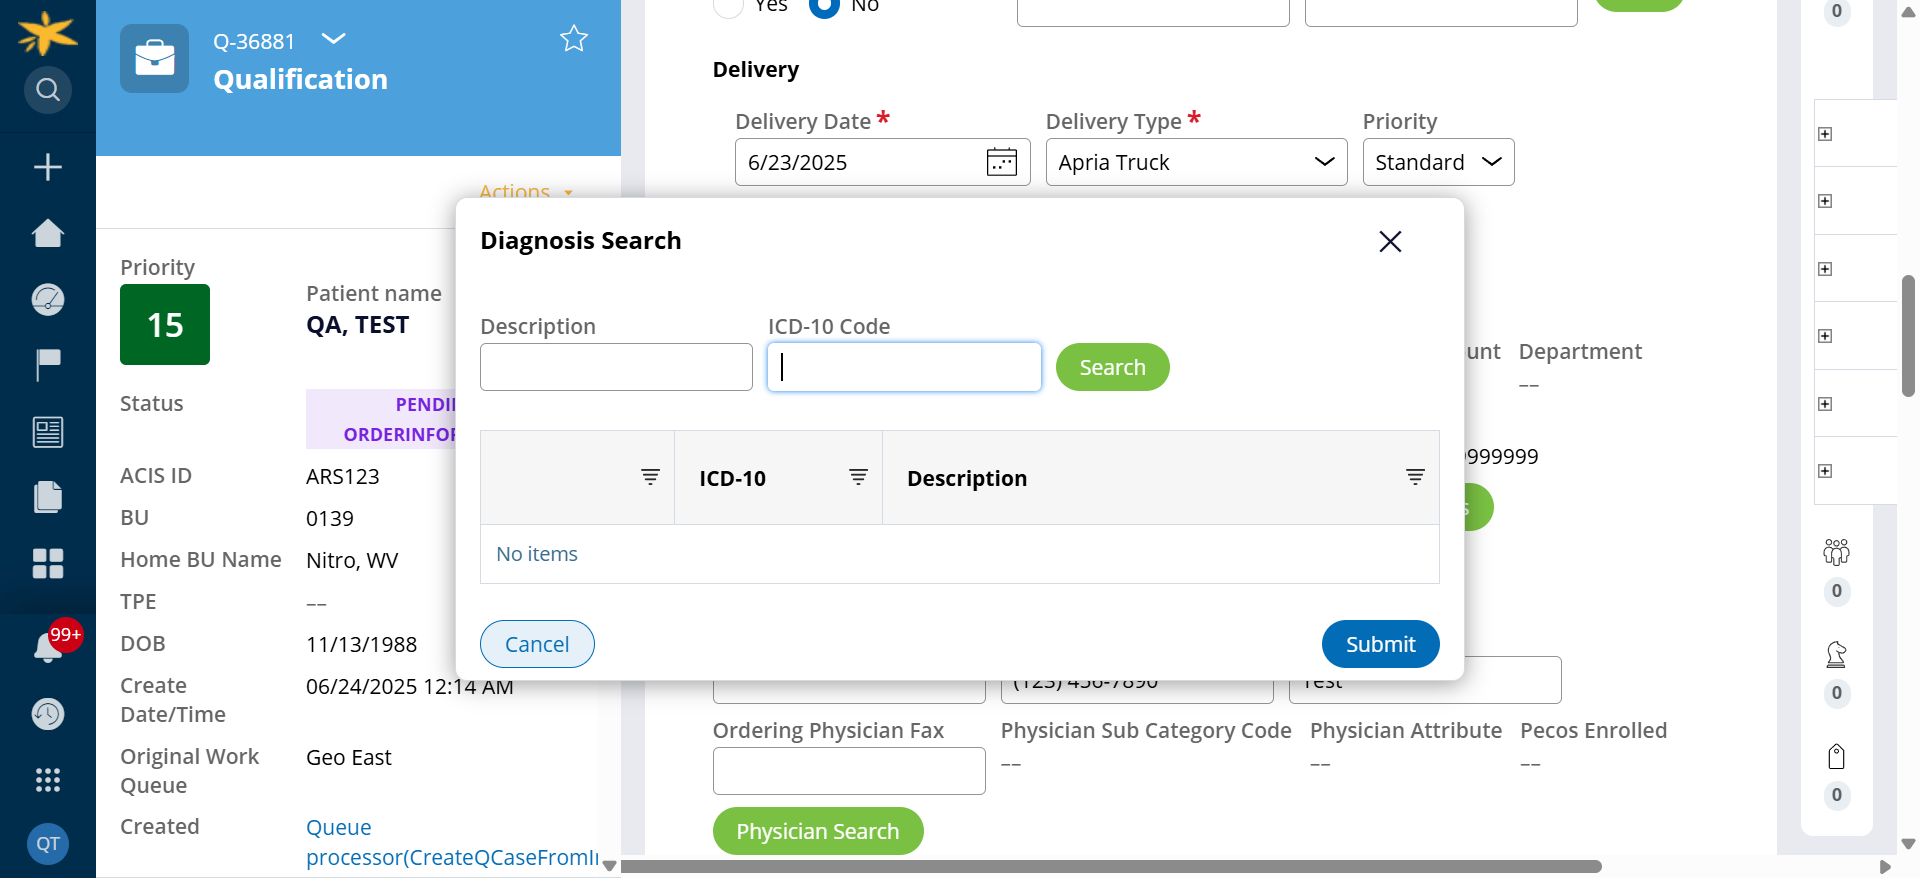 Q-36881
Qualification
Actions
Priority
15
Patient name
QA, TEST
Status
PENDI
ORDERINFOR
ACIS ID
ARS123
BU
0139
Home BU Name
Nitro, WV
TPE
––
DOB
11/13/1988
Create
Date/Time
06/24/2025 12:14 AM
Original Work
Queue
Geo East
Created
Queue
processor(CreateQCaseFromIn
99+
QT
Yes
No
Delivery
Delivery Date *
6/23/2025
Delivery Type *
Apria Truck
Priority
Standard
Diagnosis Search
Description
ICD-10 Code
Search
ICD-10
Description
No items
Cancel
Submit
unt
Department
––
9999999
s
(123) 456-7890
Test
Ordering Physician Fax
Physician Sub Category Code
––
Physician Attribute
––
Pecos Enrolled
––
Physician Search
0
0
0
0